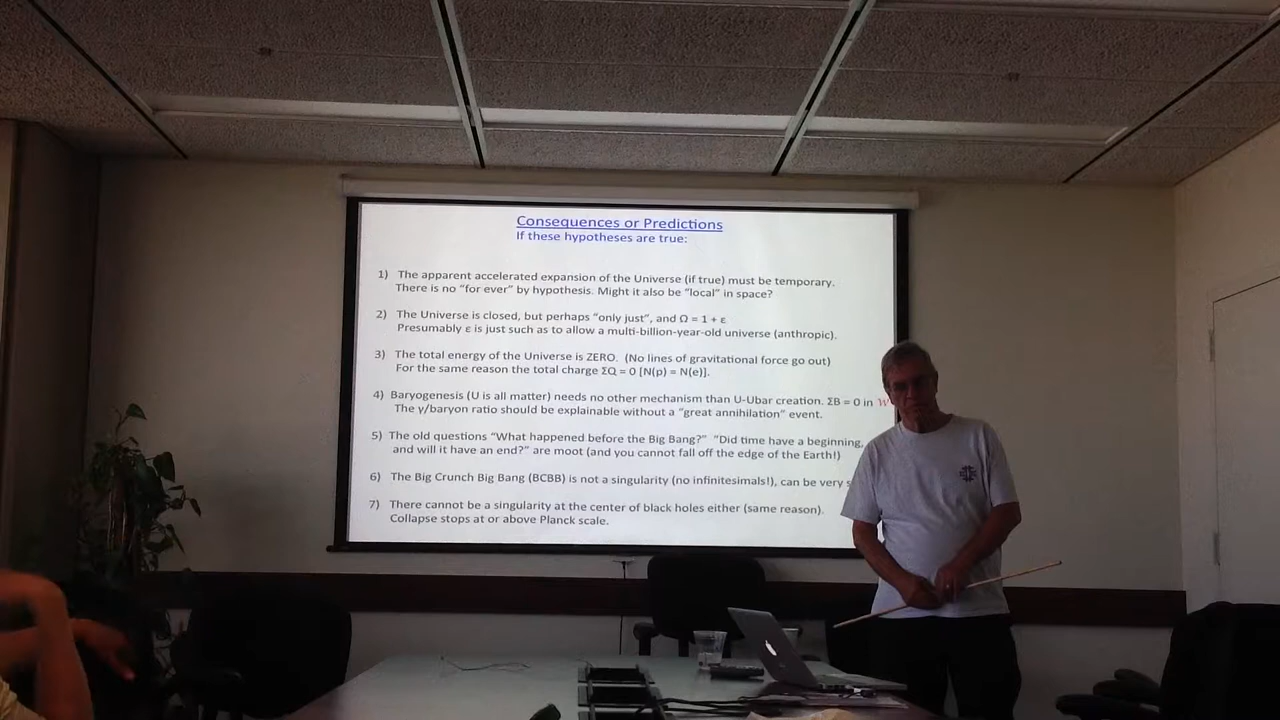 Consequences or Predictions
If these hypotheses are true:
1) The apparent accelerated expansion of the Universe (if true) must be temporary.
There is no “for ever” by hypothesis. Might it also be “local” in space?
2) The Universe is closed, but perhaps “only just”, and Ω = 1 + ε
Presumably ε is just such as to allow a multi-billion-year-old universe (anthropic).
3) The total energy of the Universe is ZERO. (No lines of gravitational force go out)
For the same reason the total charge ΣQ = 0 [N(p) = N(e)].
4) Baryogenesis (U is all matter) needs no other mechanism than U-Ubar creation. ΣB = 0 in W
The γ/baryon ratio should be explainable without a “great annihilation” event.
5) The old questions “What happened before the Big Bang?” “Did time have a beginning,
and will it have an end?” are moot (and you cannot fall off the edge of the Earth!)
6) The Big Crunch Big Bang (BCBB) is not a singularity (no infinitesimals!), can be very
7) There cannot be a singularity at the center of black holes either (same reason).
Collapse stops at or above Planck scale.